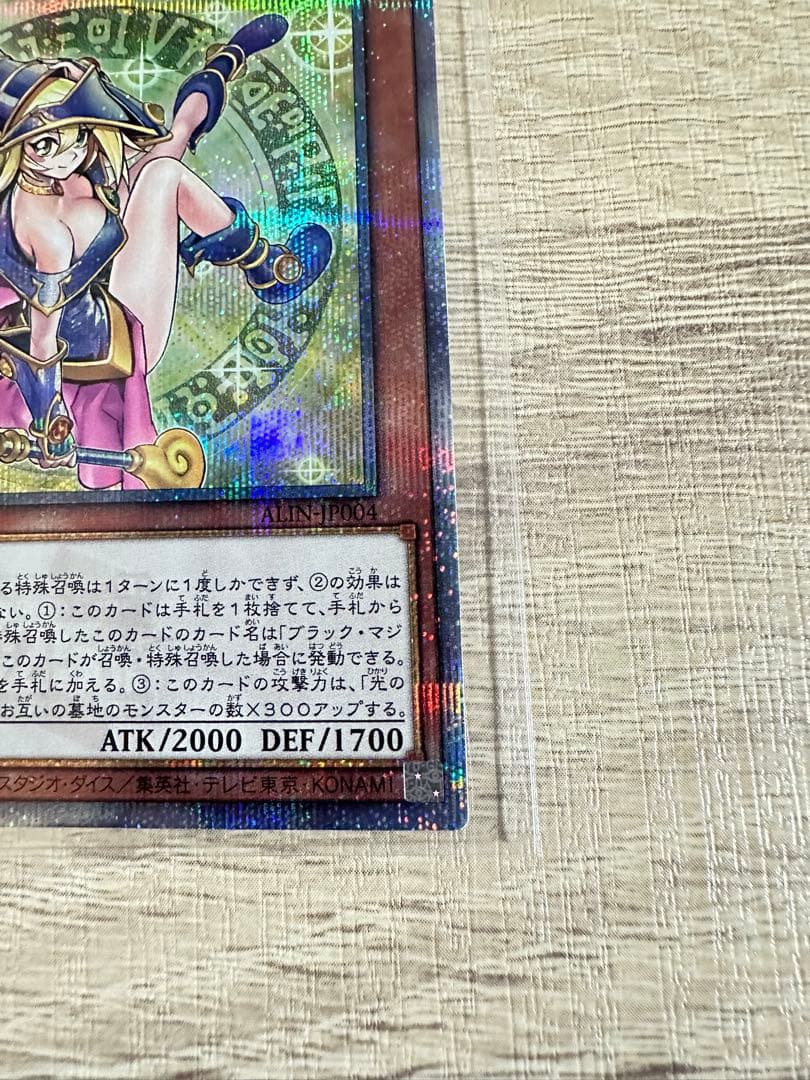 ALIN-JP004
る特殊召喚は1ターンに1度しかできず、②の効果は
ない。①:このカードは手札を1枚捨てて、手札から
特殊召喚したこのカードのカード名は「ブラック・マジ
このカードが召喚・特殊召喚した場合に発動できる。
を手札に加える。③:このカードの攻撃力は、「光の
お互いの墓地のモンスターの数×300アップする。
ATK/2000 DEF/1700
スタジオ・ダイス/集英社・テレビ東京・KONAMI